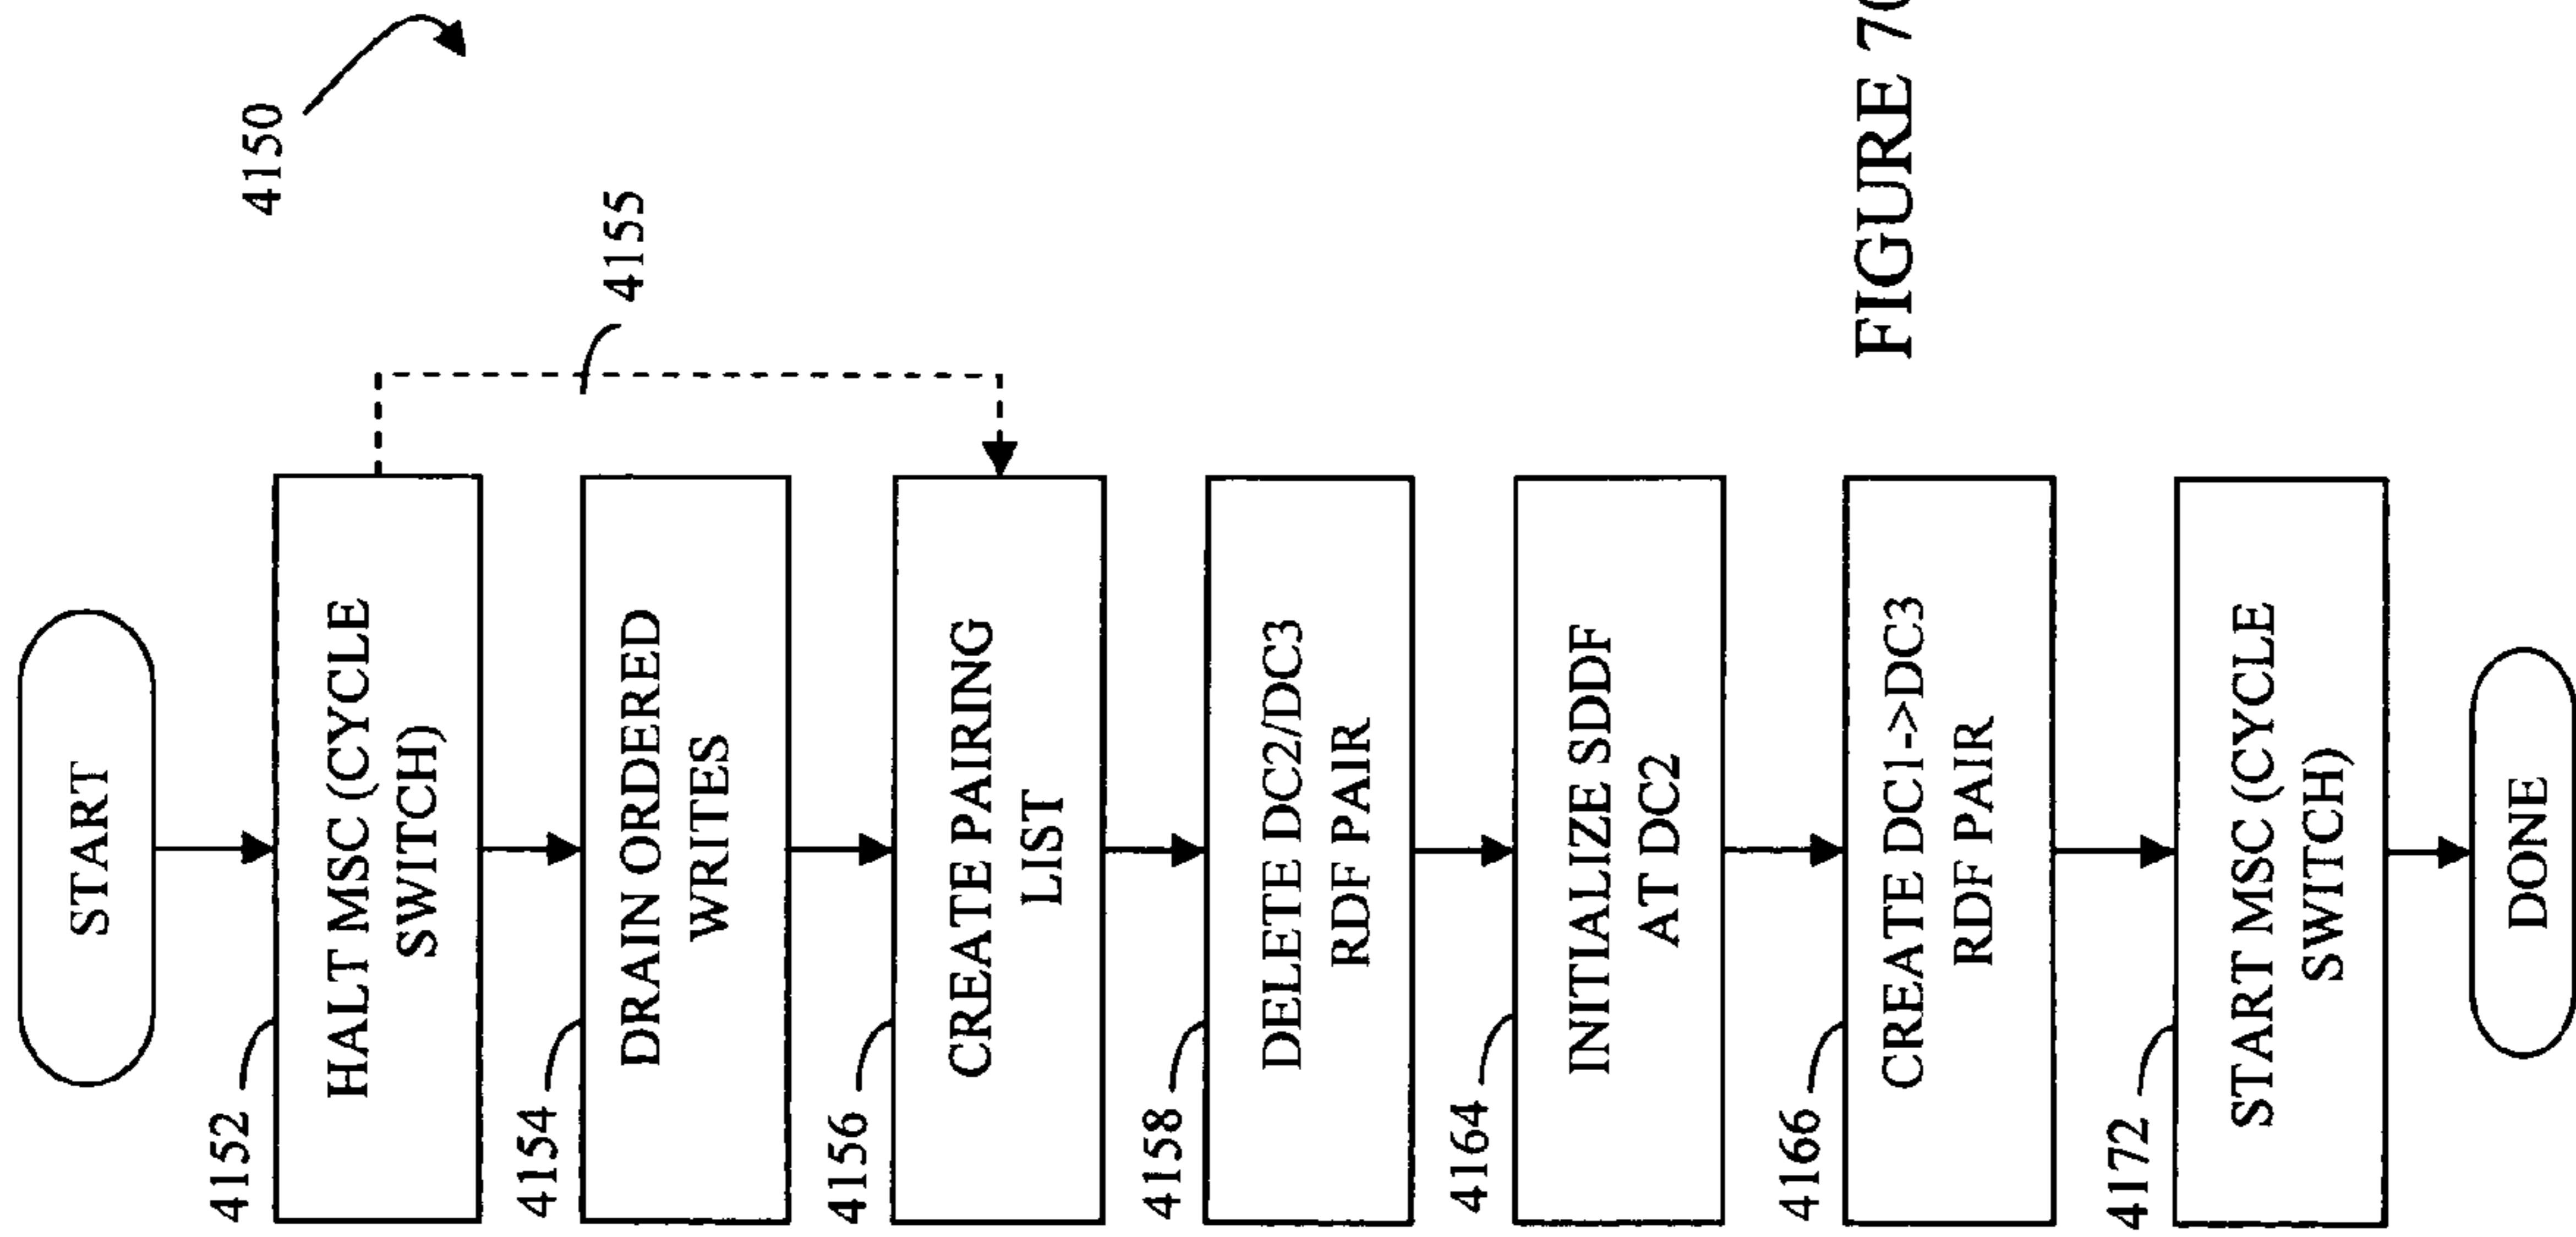 4150
START
4152
HALT MSC (CYCLE
SWITCH)
4154
DRAIN ORDERED
WRITES
4155
4156
CREATE PAIRING
LIST
4158
DELETE DC2/DC3
RDF PAIR
4164
INITIALIZE SDDF
AT DC2
4166
CREATE DC1->DC3
RDF PAIR
4172
START MSC (CYCLE
SWITCH)
DONE
FIGURE 70